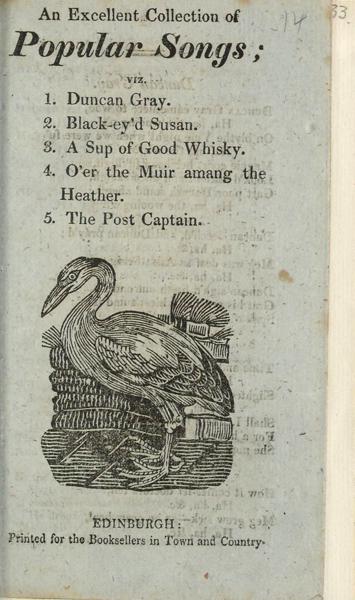 An Excellent Collection of
Popular Songs;
VIZ.
1. Duncan Gray.
2. Black-ey'd Susan.
3. A Sup of Good Whisky.
4. O'er the Muir amang the
Heather.
5. The Post Captain.
EDINBURGH:
Printed for the Booksellers in Town and Country.
14
33